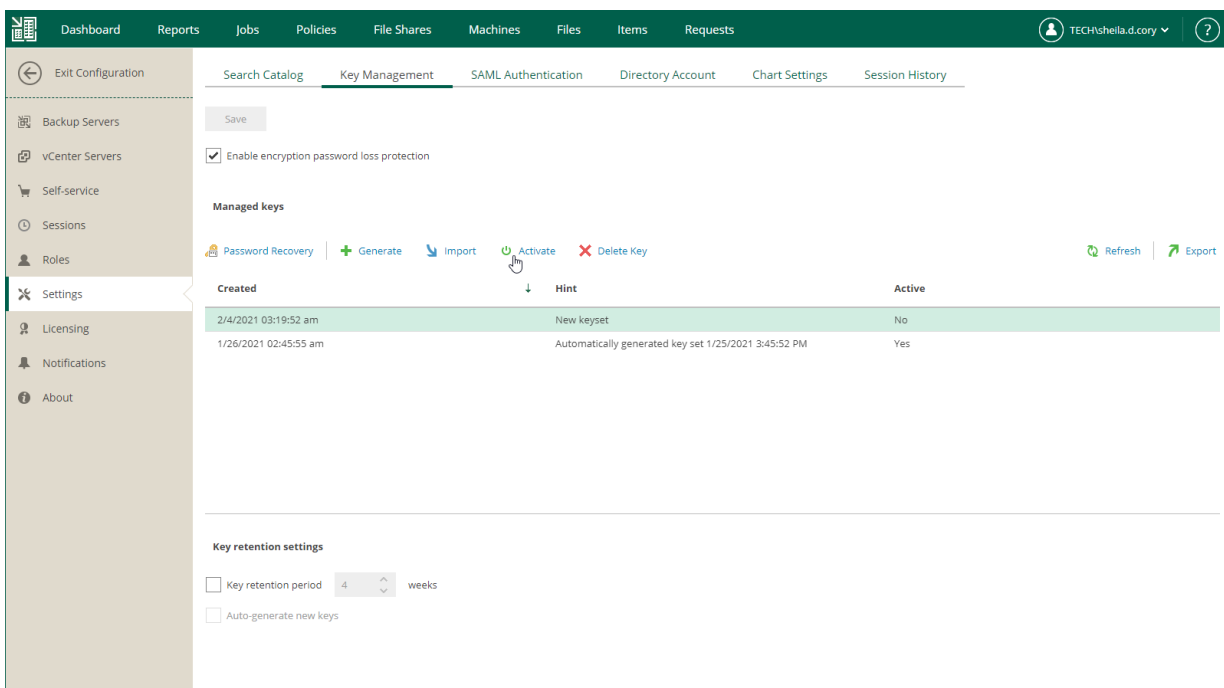 Dashboard Reports Jobs Policies File Shares Machines Files Items Requests TECH\sheila.d.cory ?
Exit Configuration
Search Catalog Key Management SAML Authentication Directory Account Chart Settings Session History
Backup Servers
vCenter Servers
Self-service
Sessions
Roles
Settings
Licensing
Notifications
About
Save
Enable encryption password loss protection
Managed keys
Password Recovery Generate Import Activate Delete Key Refresh Export
Created Hint Active
2/4/2021 03:19:52 am New keyset No
1/26/2021 02:45:55 am Automatically generated key set 1/25/2021 3:45:52 PM Yes
Key retention settings
Key retention period 4 weeks
Auto-generate new keys